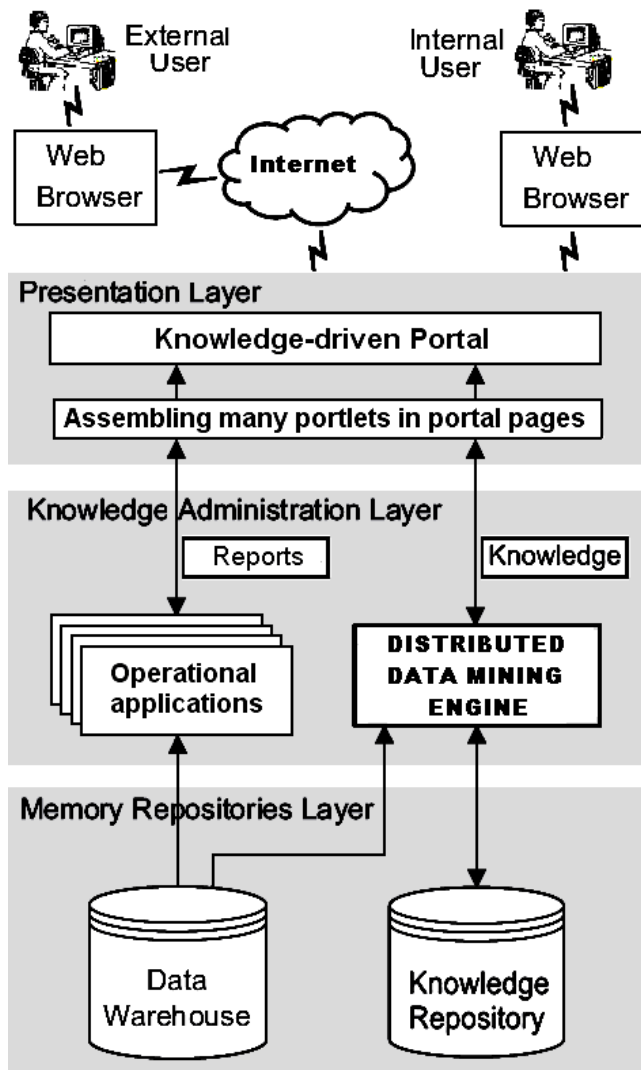 External
User
Internal
User
Web
Browser
Internet
Web
Browser
Presentation Layer
Knowledge-driven Portal
Assembling many portlets in portal pages
Knowledge Administration Layer
Reports
Knowledge
Operational
applications
DISTRIBUTED
DATA MINING
ENGINE
Memory Repositories Layer
Data
Warehouse
Knowledge
Repository